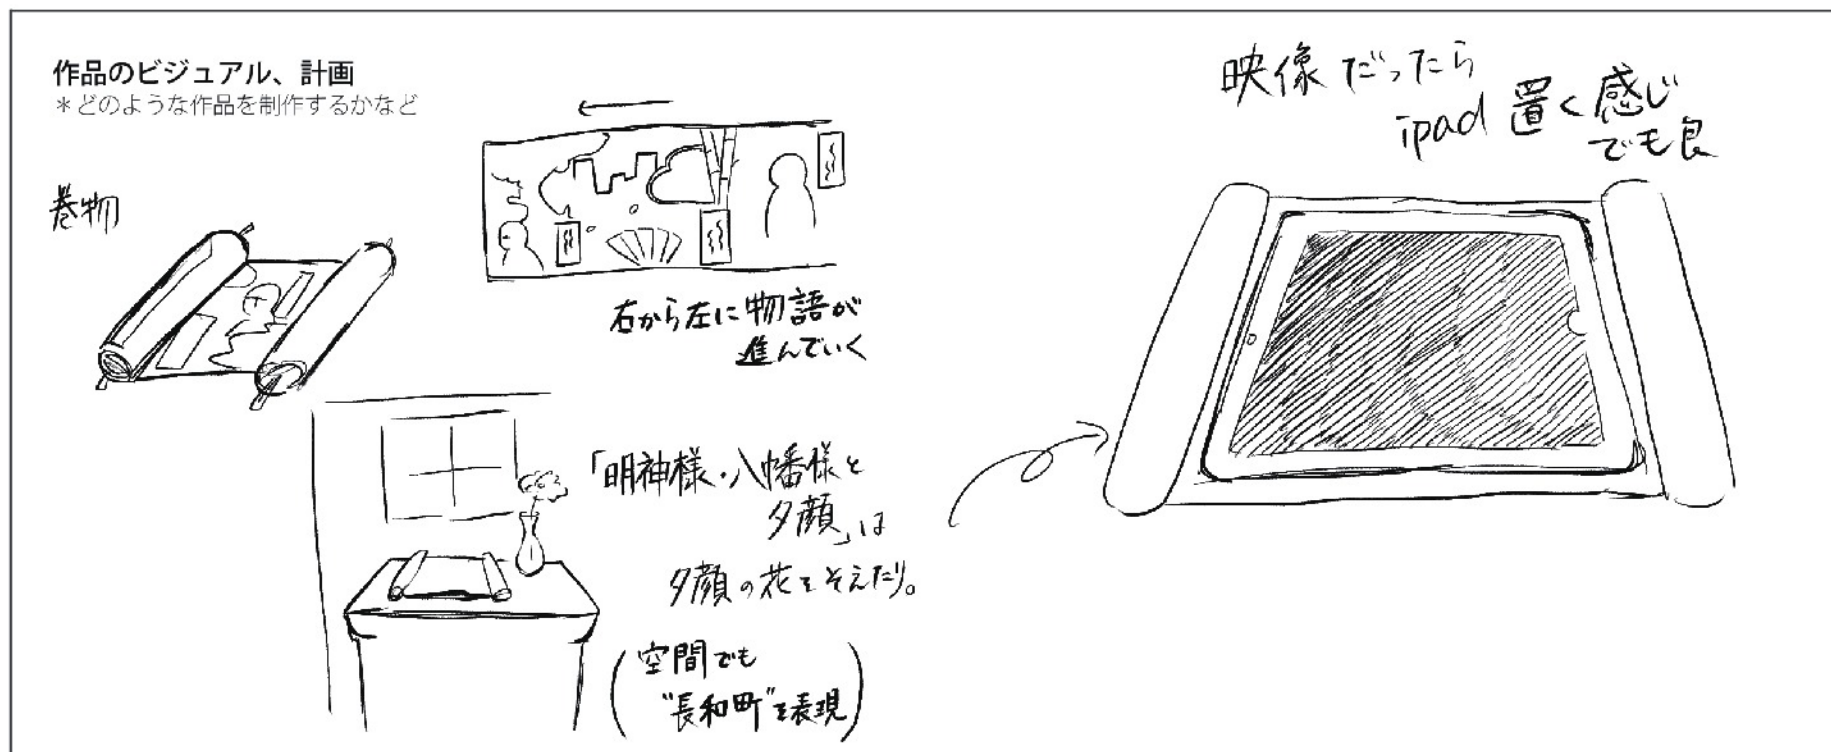 作品のビジュアル、計画
＊どのような作品を制作するかなど
巻物
右から左に物語が
進んでいく
「明神様・八幡様と
夕顔」は
夕顔の花をそえたり。
(空間でも
"長和町"を表現)
映像だったら
ipad 置く感じ
でも良